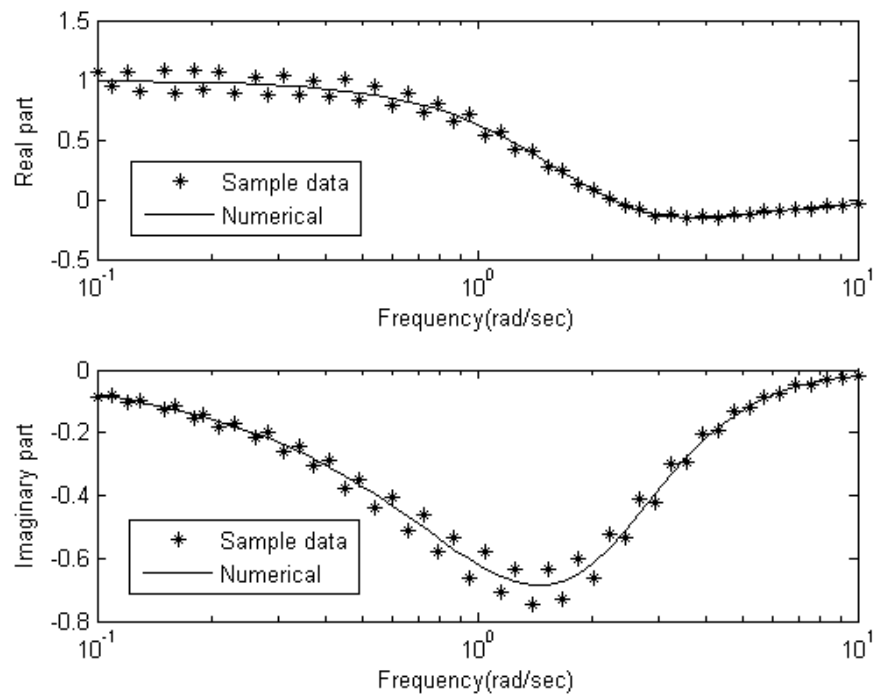 1.5
1
0.5
0
-0.5
Real part
Sample data
Numerical
10^-1
10^0
10^1
Frequency(rad/sec)
0
-0.2
-0.4
-0.6
-0.8
Imaginary part
Sample data
Numerical
10^-1
10^0
10^1
Frequency(rad/sec)